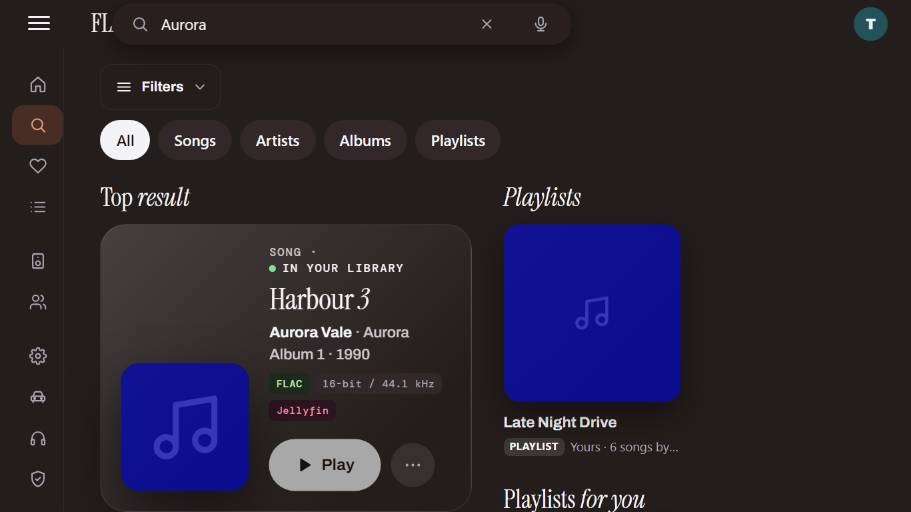 Aurora
T
Filters
All
Songs
Artists
Albums
Playlists
Top result
SONG ·
IN YOUR LIBRARY
Harbour 3
Aurora Vale · Aurora
Album 1 · 1990
FLAC 16-bit / 44.1 kHz
Jellyfin
Play
Playlists
Late Night Drive
PLAYLIST Yours · 6 songs by...
Playlists for you